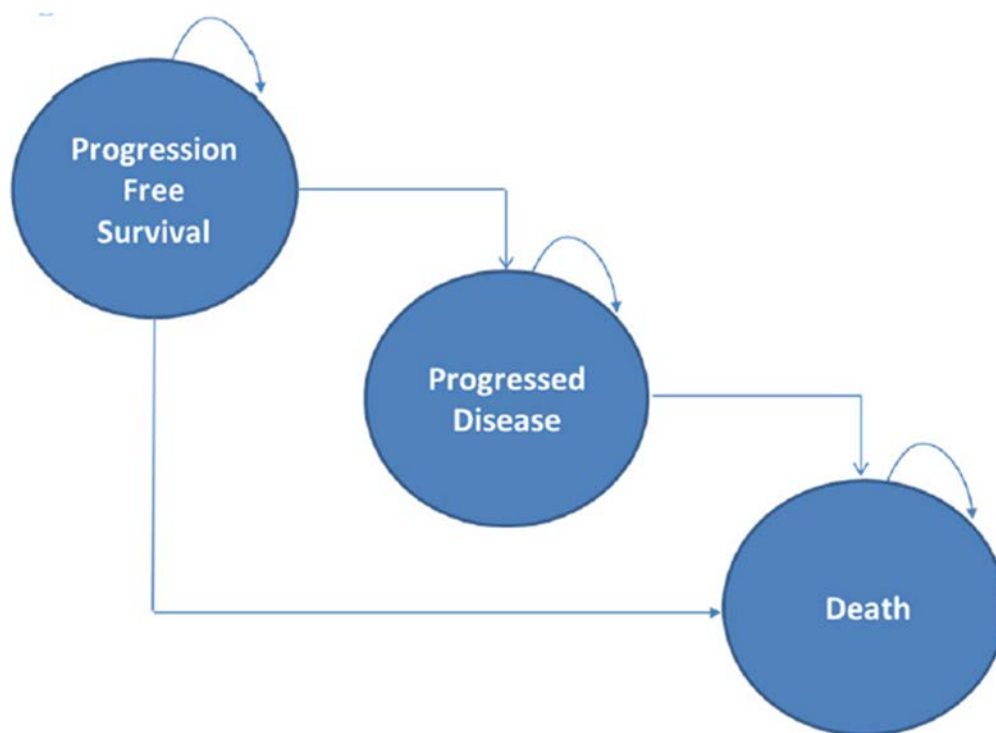 Progression
Free
Survival
Progressed
Disease
Death